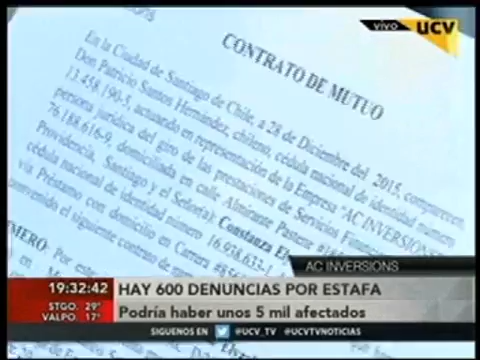 vivo UCV
CONTRATO DE MUTUO
En la Ciudad de Santiago de Chile, a 28 de Diciembre del 2015, comparecen
Don Patricio Santos Hernández, chileno, cédula nacional de identidad número
13.458.190-5, actuando en representación de la Empresa "AC INVERSIONS
persona jurídica del giro de las prestaciones de Servicios Financ
76.188.616-9, domiciliada en calle Almirante Pastene
Providencia, Santiago y el Señor(a): Constanza
cédula nacional de identidad número 16.938.633-1
vía Préstamo con domicilio en Carrera
convenido el siguiente contrato de
Por este
AC INVERSIONS
19:32:42 HAY 600 DENUNCIAS POR ESTAFA
STGO. 29°
VALPO. 17° Podría haber unos 5 mil afectados
SIGUENOS EN @UCV_TV #UCVTVNOTICIAS